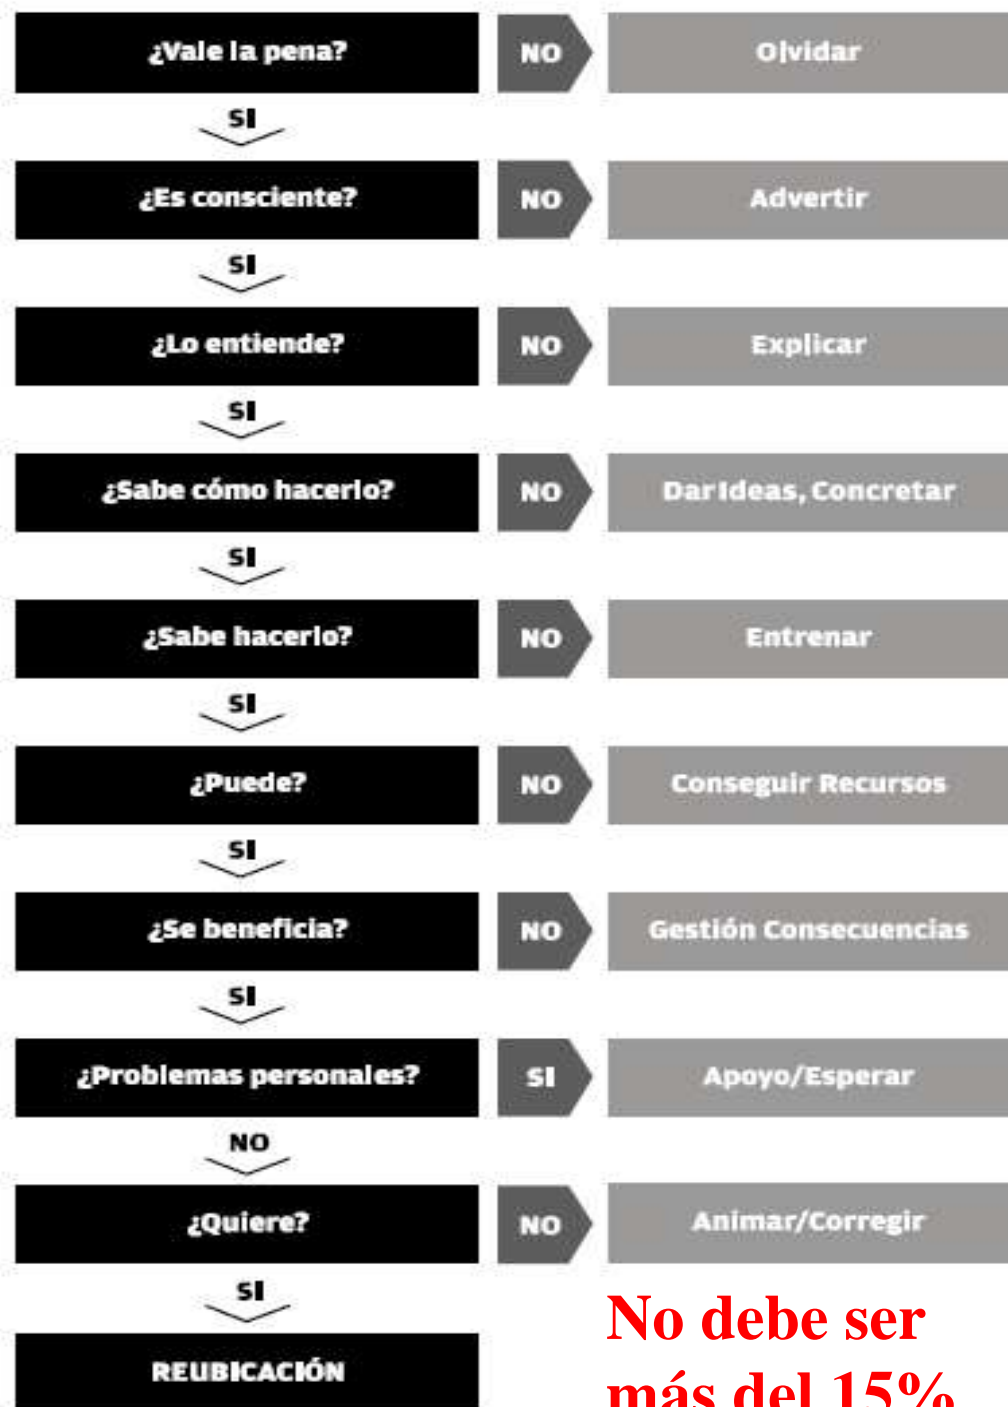 ¿Vale la pena?
NO
Olvidar
SI
¿Es consciente?
NO
Advertir
SI
¿Lo entiende?
NO
Explicar
SI
¿Sabe cómo hacerlo?
NO
Dar Ideas, Concretar
SI
¿Sabe hacerlo?
NO
Entrenar
SI
¿Puede?
NO
Conseguir Recursos
SI
¿Se beneficia?
NO
Gestión Consecuencias
SI
¿Problemas personales?
SI
Apoyo/Esperar
NO
¿Quiere?
NO
Animar/Corregir
SI
REUBICACIÓN
No debe ser
más del 15%